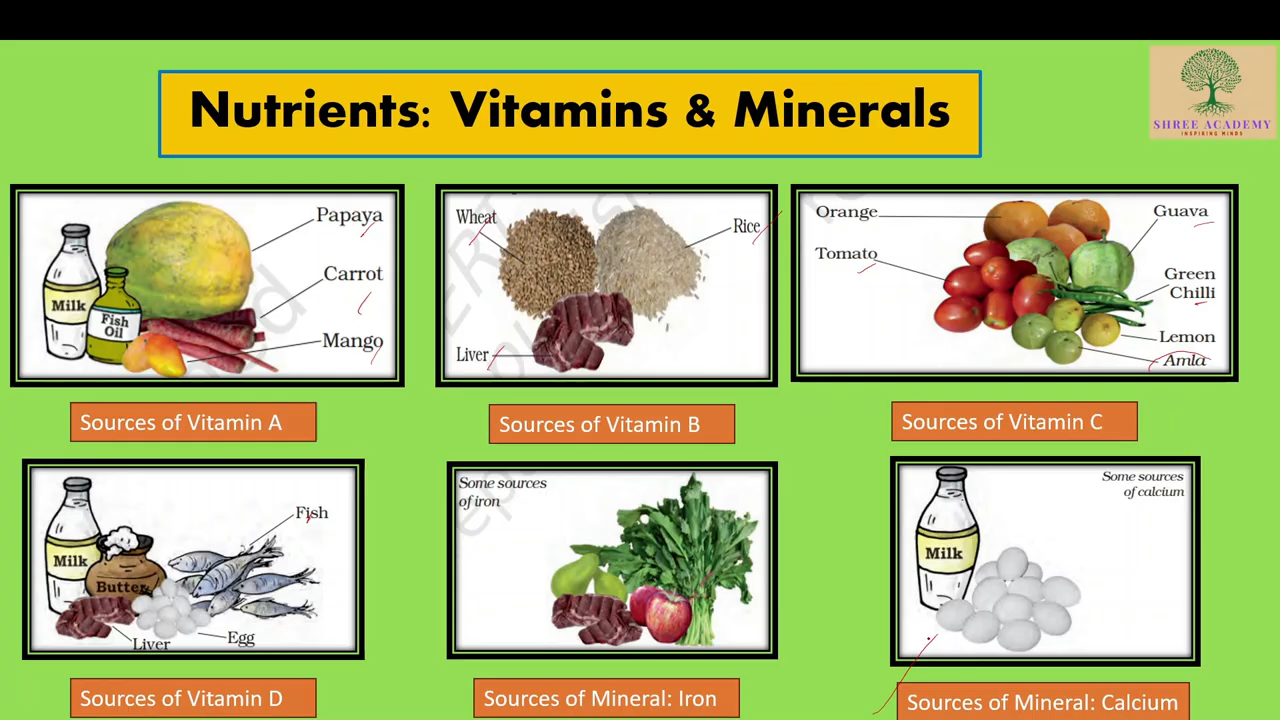 Nutrients: Vitamins & Minerals
SHREE ACADEMY
INSPIRING MINDS
Papaya
Carrot
Mango
Milk
Fish
Oil
Sources of Vitamin A
Wheat
Rice
Liver
Sources of Vitamin B
Orange
Tomato
Guava
Green
Chilli
Lemon
Amla
Sources of Vitamin C
Fish
Milk
Butter
Liver
Egg
Sources of Vitamin D
Some sources
of iron
Sources of Mineral: Iron
Some sources
of calcium
Milk
Sources of Mineral: Calcium